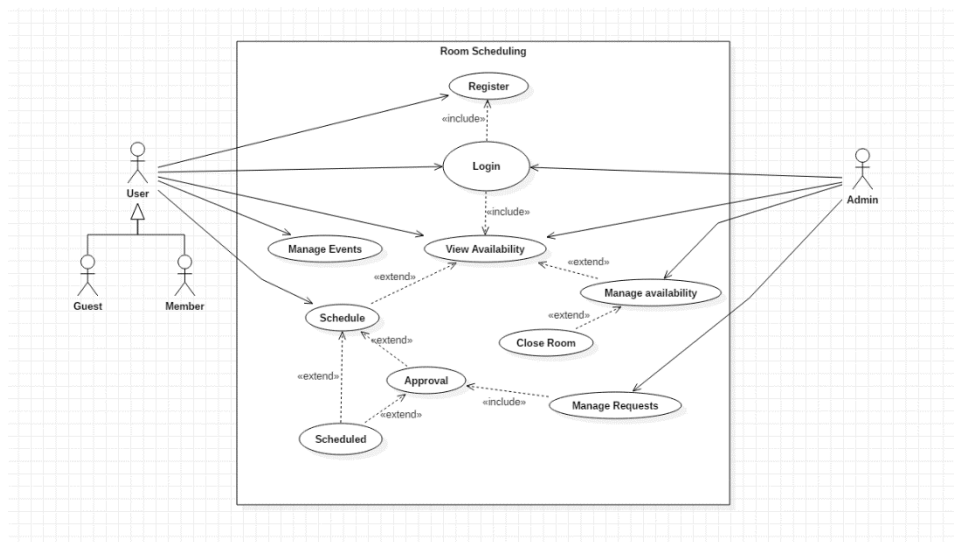 Room Scheduling
Register
«include»
Login
User
Admin
«include»
Manage Events
View Availability
«extend»
«extend»
Manage availability
Guest
Member
Schedule
«extend»
Close Room
«extend»
«extend»
Approval
«include»
Manage Requests
«extend»
Scheduled